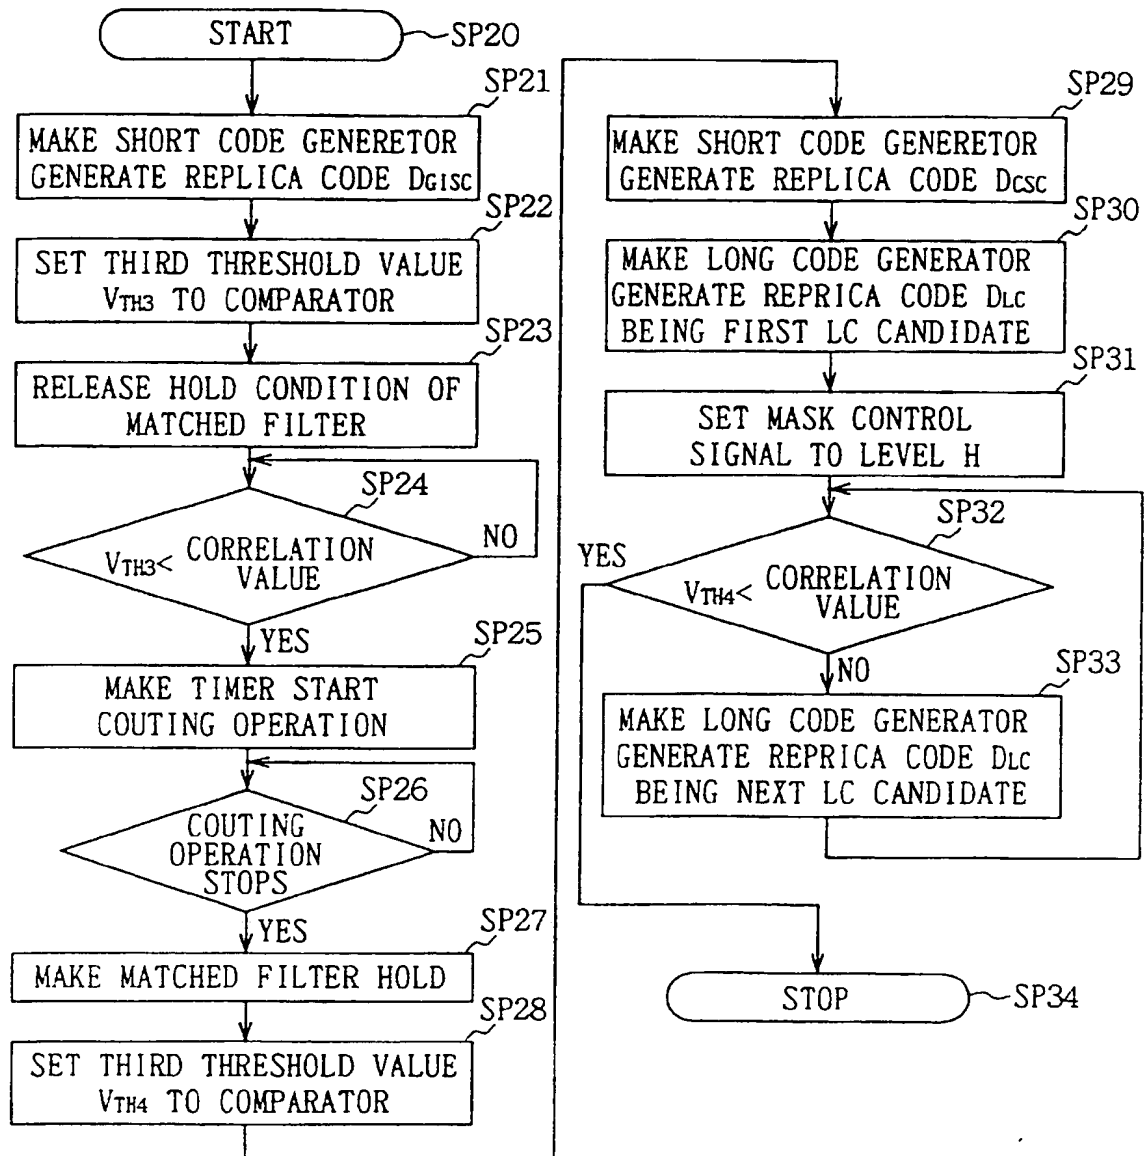 START
SP20
SP21
MAKE SHORT CODE GENERETOR
GENERATE REPLICA CODE DGISC
SP22
SET THIRD THRESHOLD VALUE
VTH3 TO COMPARATOR
SP23
RELEASE HOLD CONDITION OF
MATCHED FILTER
SP24
VTH3< CORRELATION
VALUE
NO
YES
SP25
MAKE TIMER START
COUTING OPERATION
SP26
COUTING
OPERATION
STOPS
NO
YES
SP27
MAKE MATCHED FILTER HOLD
SP28
SET THIRD THRESHOLD VALUE
VTH4 TO COMPARATOR
SP29
MAKE SHORT CODE GENERETOR
GENERATE REPLICA CODE DCSC
SP30
MAKE LONG CODE GENERATOR
GENERATE REPRICA CODE DLC
BEING FIRST LC CANDIDATE
SP31
SET MASK CONTROL
SIGNAL TO LEVEL H
SP32
YES
VTH4< CORRELATION
VALUE
NO
SP33
MAKE LONG CODE GENERATOR
GENERATE REPRICA CODE DLC
BEING NEXT LC CANDIDATE
STOP
SP34